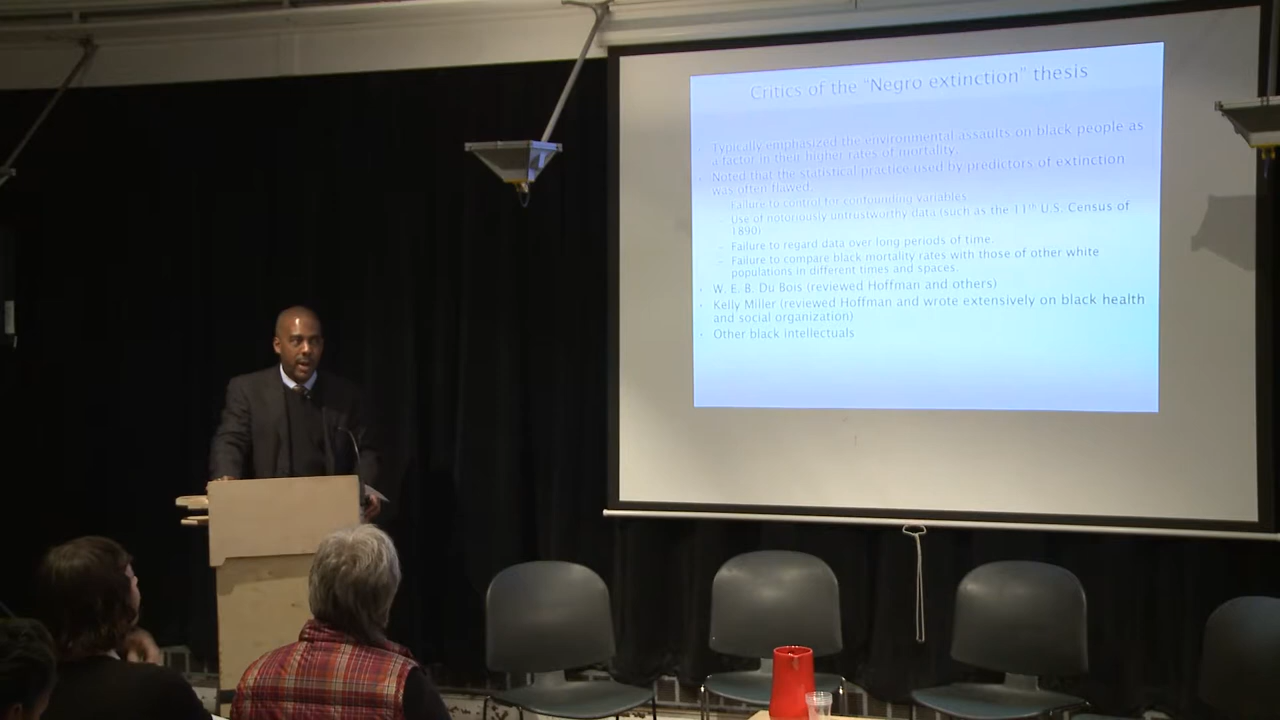 Critics of the “Negro extinction” thesis
Typically emphasized the environmental assaults on black people as
a factor in their higher rates of mortality.
Noted that the statistical practice used by predictors of extinction
was often flawed.
Failure to control for confounding variables
Use of notoriously untrustworthy data (such as the 11th U.S. Census of
1890)
– Failure to regard data over long periods of time.
– Failure to compare black mortality rates with those of other white
populations in different times and spaces.
• W. E. B. Du Bois (reviewed Hoffman and others)
• Kelly Miller (reviewed Hoffman and wrote extensively on black health
and social organization)
• Other black intellectuals